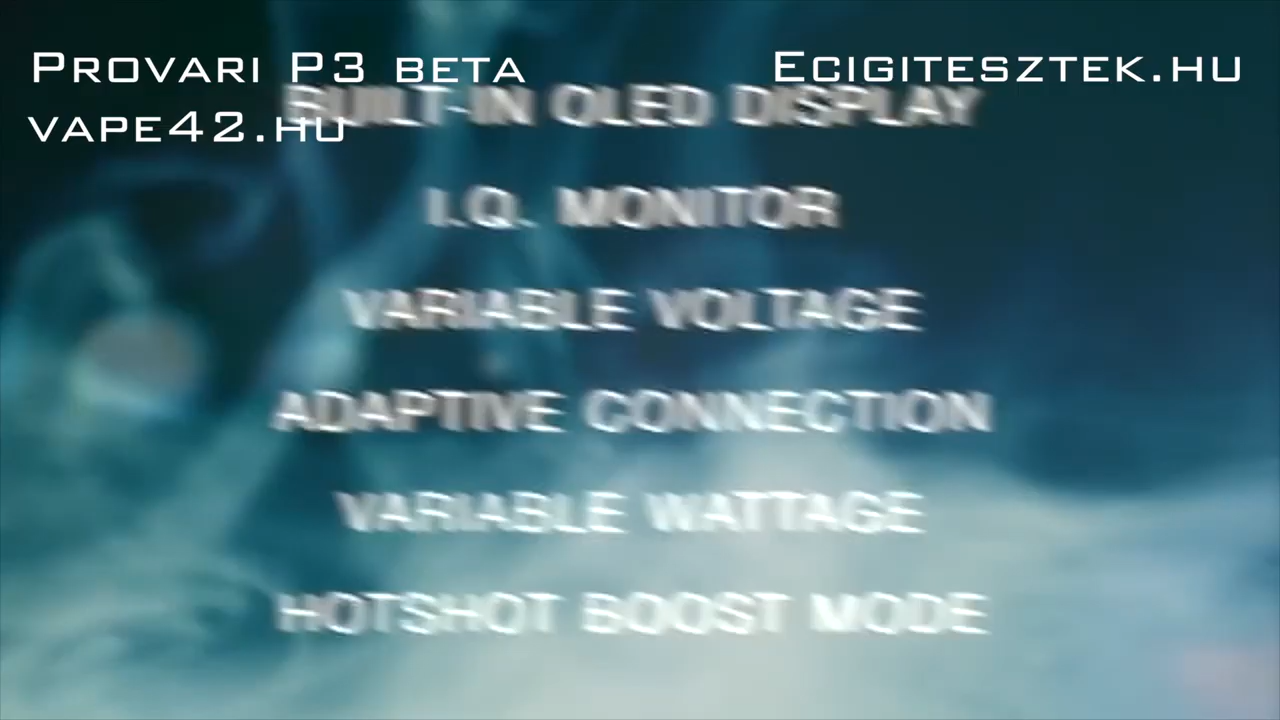 PROVARI P3 BETA
VAPE42.HU
ECIGITESZTEK.HU
BUILT-IN OLED DISPLAY
I.Q. MONITOR
VARIABLE VOLTAGE
ADAPTIVE CONNECTION
VARIABLE WATTAGE
HOTSHOT BOOST MODE